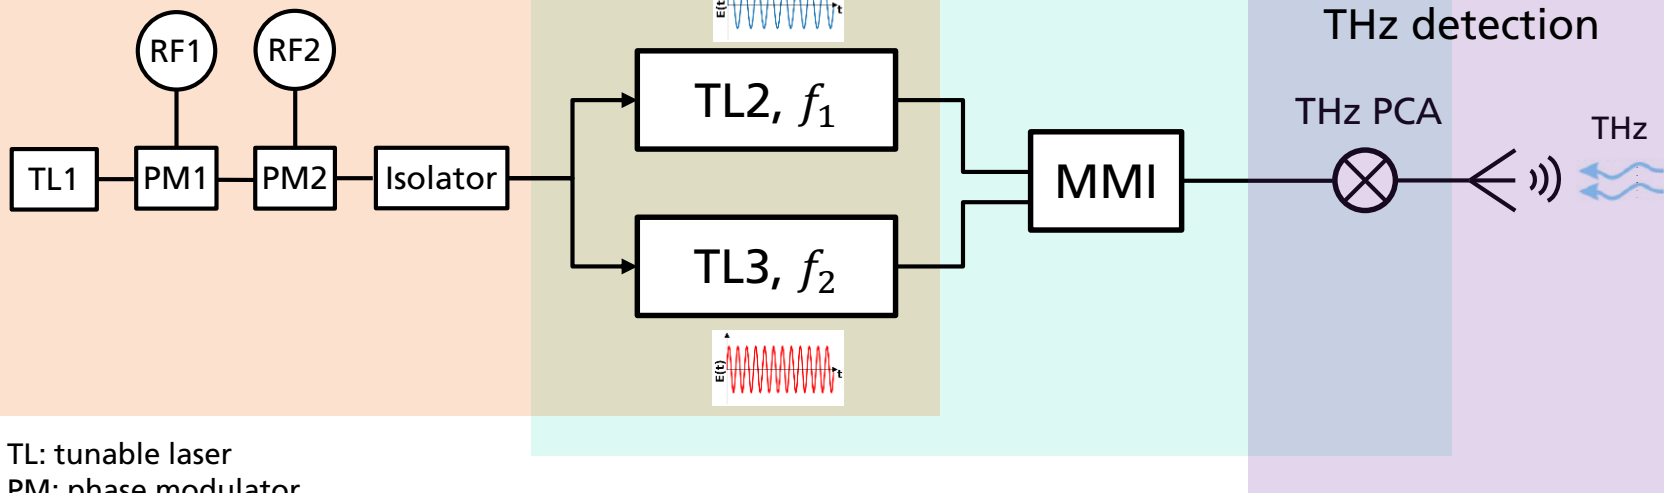 THz detection
RF1
RF2
TL1
PM1
PM2
Isolator
E(t) t
TL2, f₁
TL3, f₂
E(t) t
MMI
THz PCA
THz
TL: tunable laser
PM: phase modulator